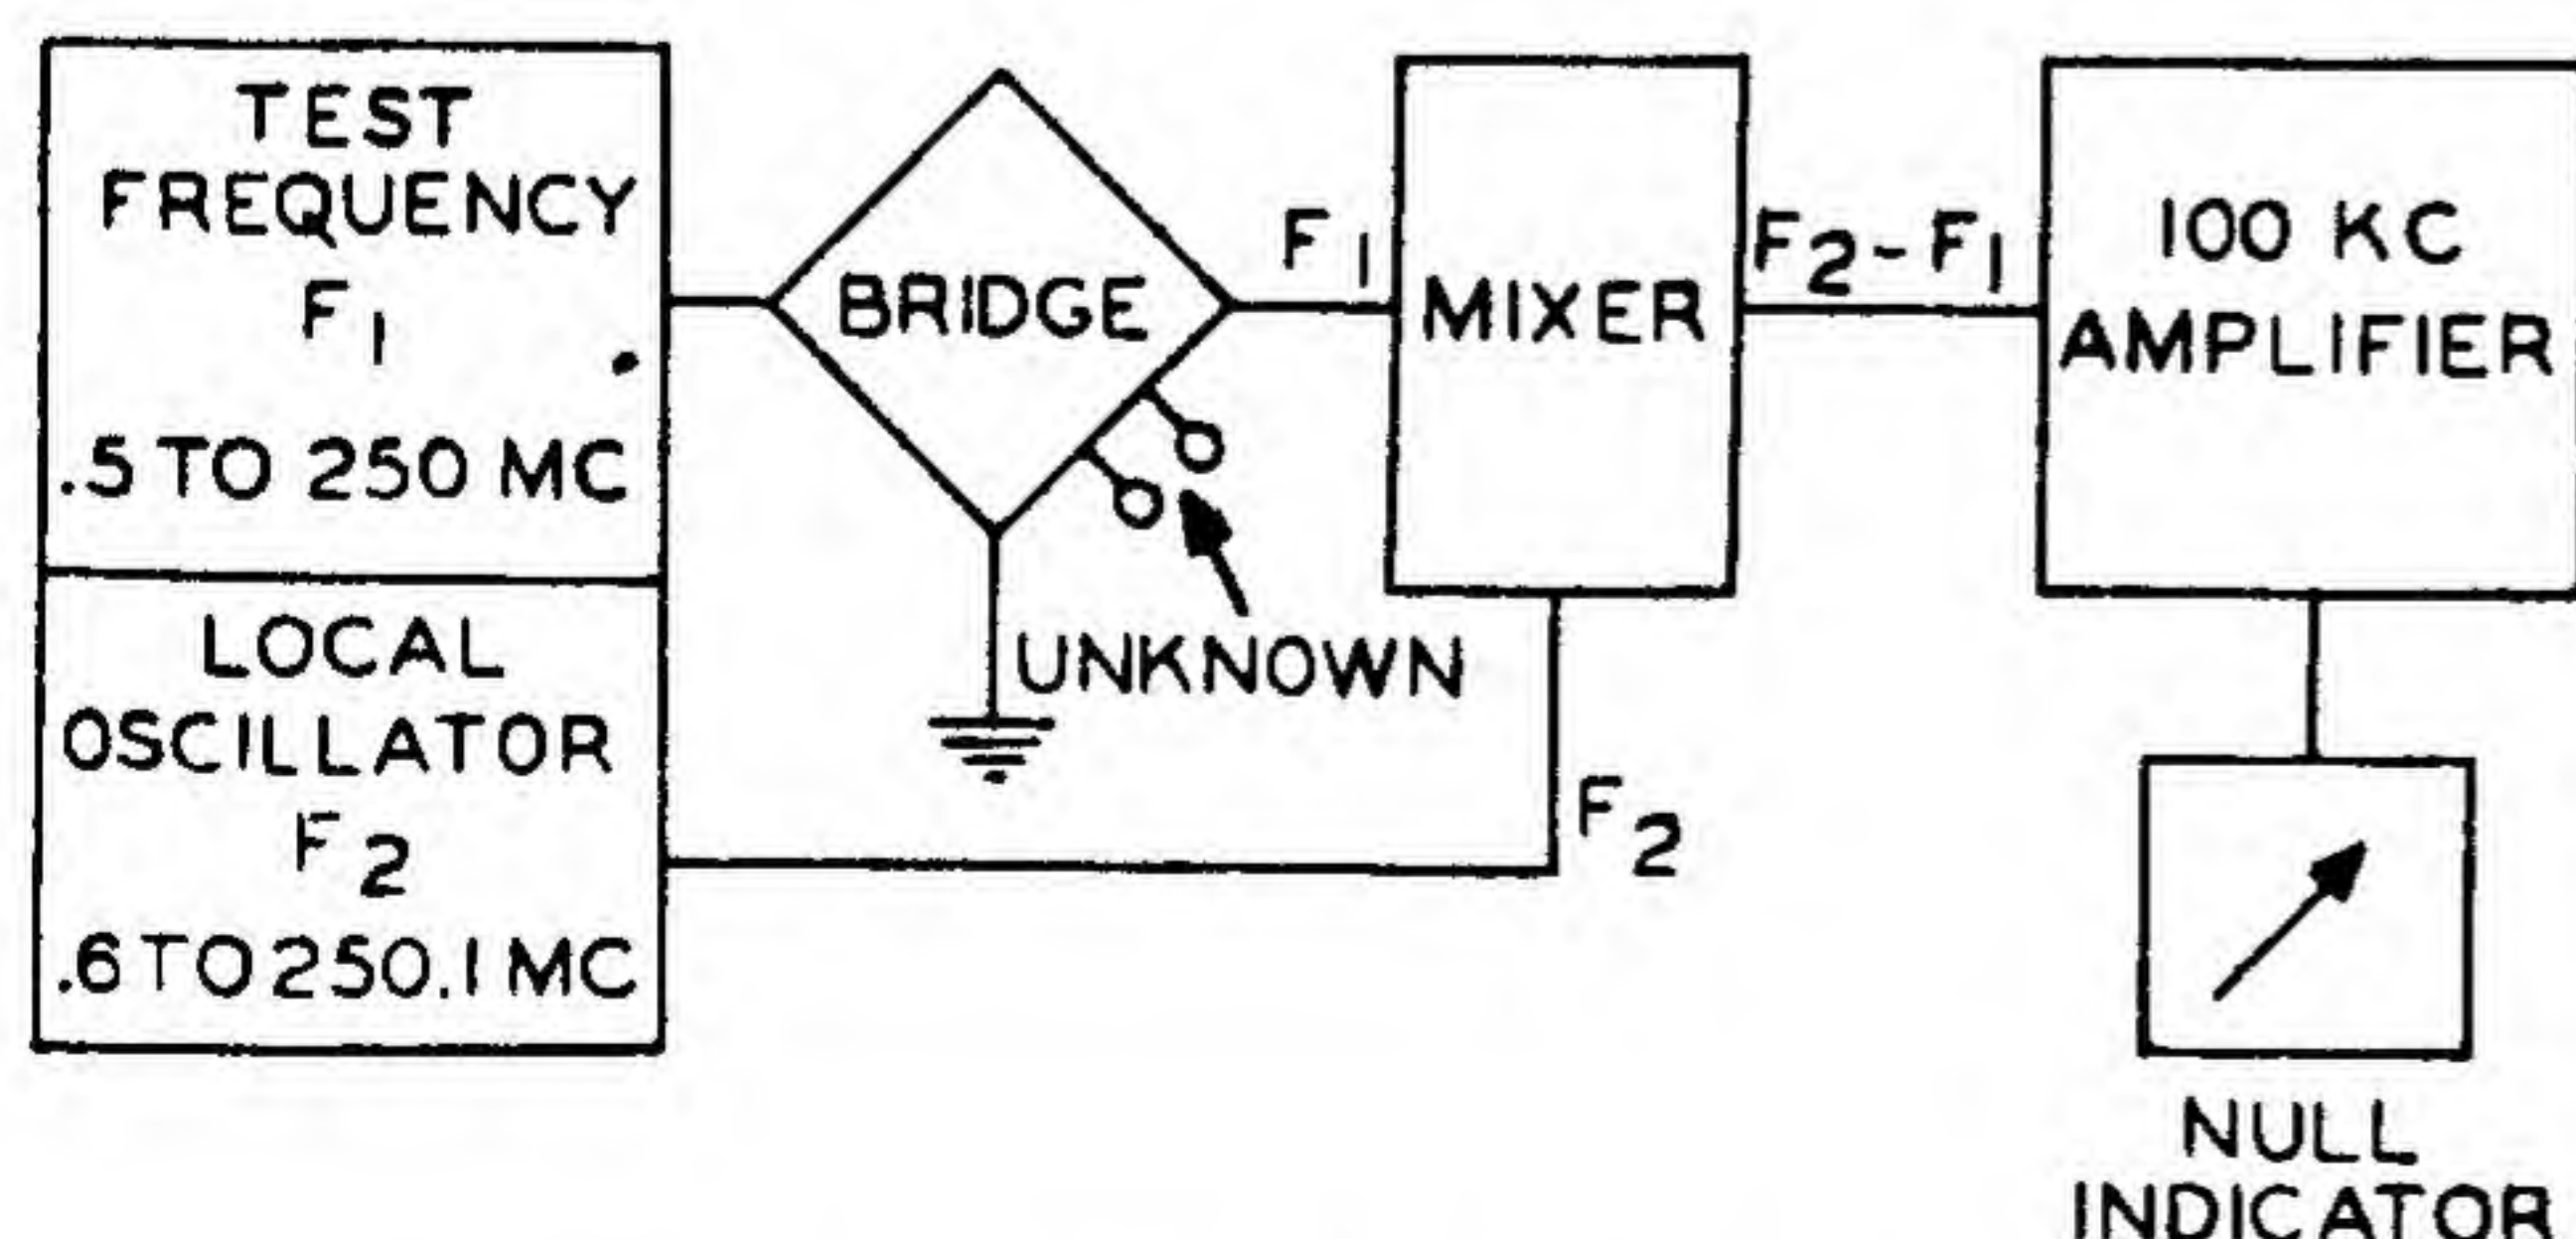 TEST
FREQUENCY
F1
.5 TO 250 MC
LOCAL
OSCILLATOR
F2
.6 TO 250.1 MC
BRIDGE
UNKNOWN
F1
MIXER
F2
F2-F1
100 KC
AMPLIFIER
NULL
INDICATOR